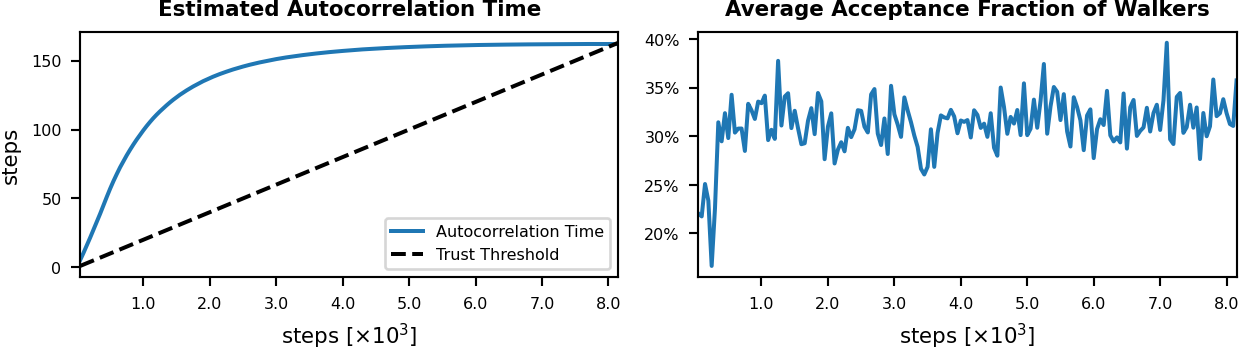 Estimated Autocorrelation Time
150
100
50
0
steps
1.0 2.0 3.0 4.0 5.0 6.0 7.0 8.0
steps [×10³]
Autocorrelation Time
Trust Threshold
Average Acceptance Fraction of Walkers
40%
35%
30%
25%
20%
1.0 2.0 3.0 4.0 5.0 6.0 7.0 8.0
steps [×10³]